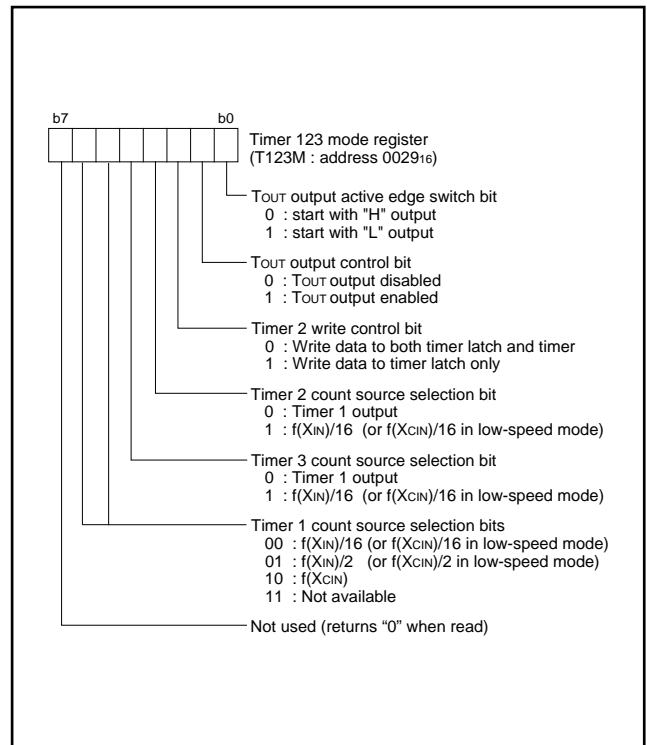 b7 b0
Timer 123 mode register
(T123M : address 002916)
TOUT output active edge switch bit
0 : start with "H" output
1 : start with "L" output
TOUT output control bit
0 : TOUT output disabled
1 : TOUT output enabled
Timer 2 write control bit
0 : Write data to both timer latch and timer
1 : Write data to timer latch only
Timer 2 count source selection bit
0 : Timer 1 output
1 : f(XIN)/16 (or f(XCIN)/16 in low-speed mode)
Timer 3 count source selection bit
0 : Timer 1 output
1 : f(XIN)/16 (or f(XCIN)/16 in low-speed mode)
Timer 1 count source selection bits
00 : f(XIN)/16 (or f(XCIN)/16 in low-speed mode)
01 : f(XIN)/2 (or f(XCIN)/2 in low-speed mode)
10 : f(XCIN)
11 : Not available
Not used (returns “0” when read)